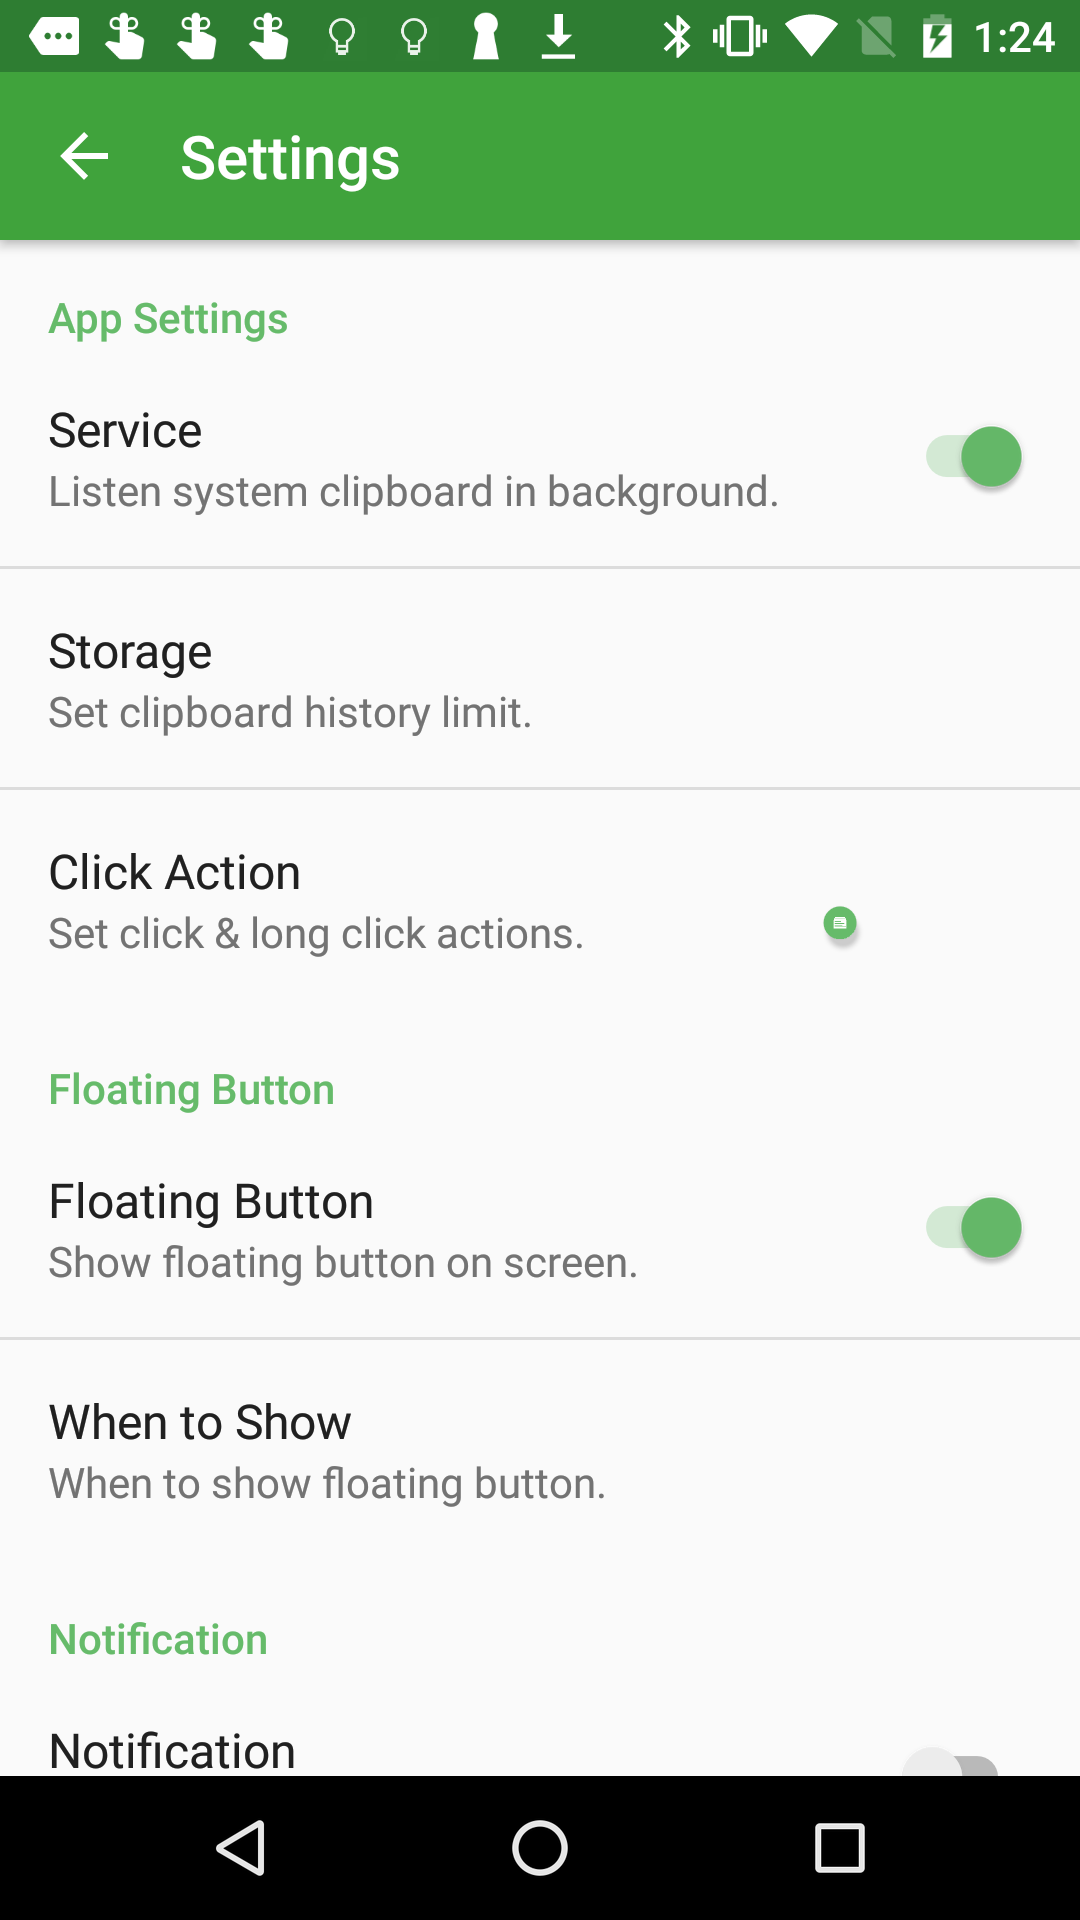 1:24
Settings
App Settings
Service
Listen system clipboard in background.
Storage
Set clipboard history limit.
Click Action
Set click & long click actions.
Floating Button
Floating Button
Show floating button on screen.
When to Show
When to show floating button.
Notification
Notification